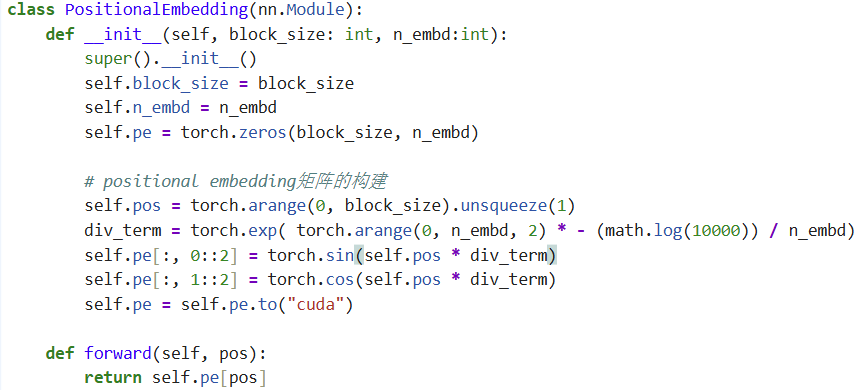 class PositionalEmbedding(nn.Module):
    def __init__(self, block_size: int, n_embd:int):
        super().__init__()
        self.block_size = block_size
        self.n_embd = n_embd
        self.pe = torch.zeros(block_size, n_embd)

        # positional embedding矩阵的构建
        self.pos = torch.arange(0, block_size).unsqueeze(1)
        div_term = torch.exp( torch.arange(0, n_embd, 2) * - (math.log(10000)) / n_embd)
        self.pe[:, 0::2] = torch.sin(self.pos * div_term)
        self.pe[:, 1::2] = torch.cos(self.pos * div_term)
        self.pe = self.pe.to("cuda")

    def forward(self, pos):
        return self.pe[pos]